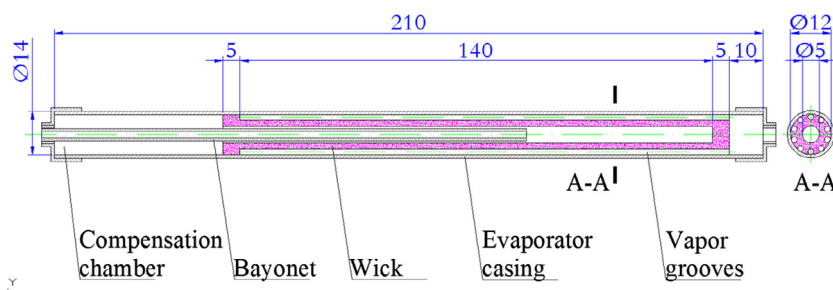 210
Ø12
5
140
5
10
Ø5
Ø14
A-A
A-A
Compensation
chamber
Bayonet
Wick
Evaporator
casing
Vapor
grooves
Y